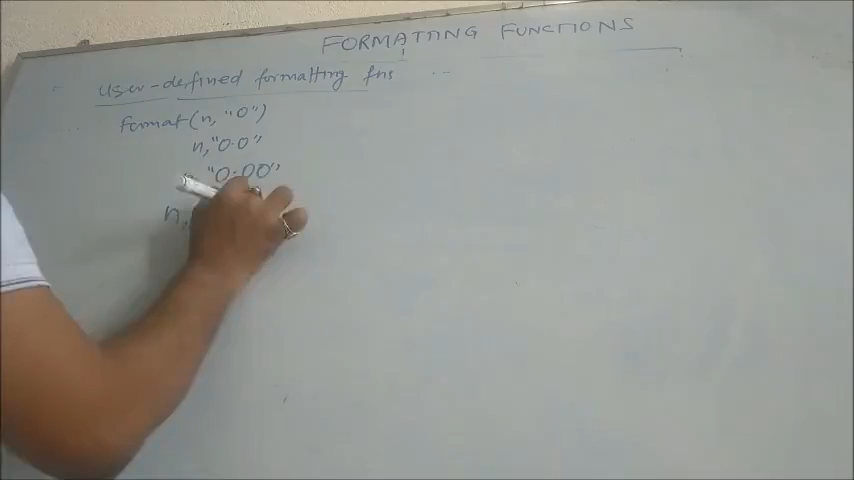 FORMATTING FUNCTIONS
User-defined formatting fns :-
format(n, "0")
n, "0.0"
"0.00"
n,